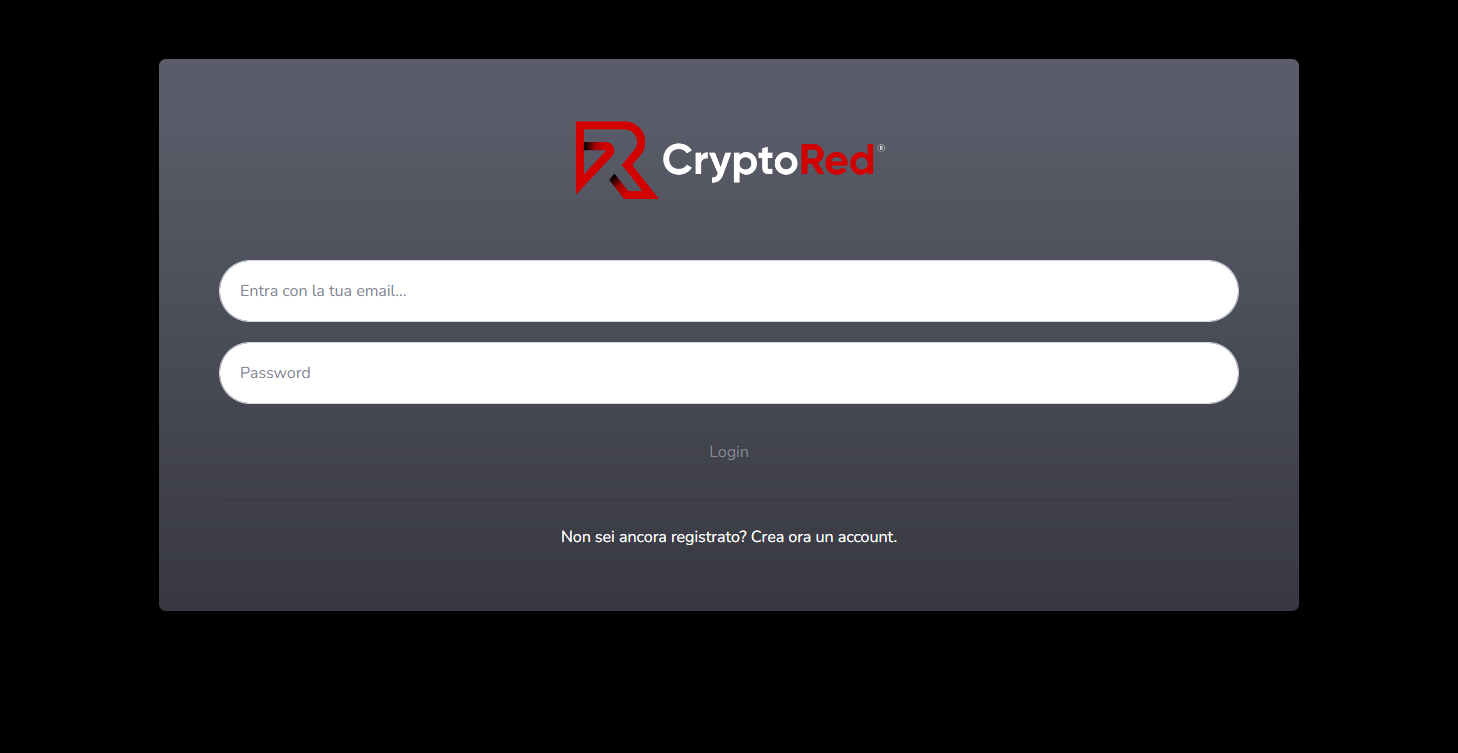 CryptoRed®
Entra con la tua email...
Password
Login
Non sei ancora registrato? Crea ora un account.